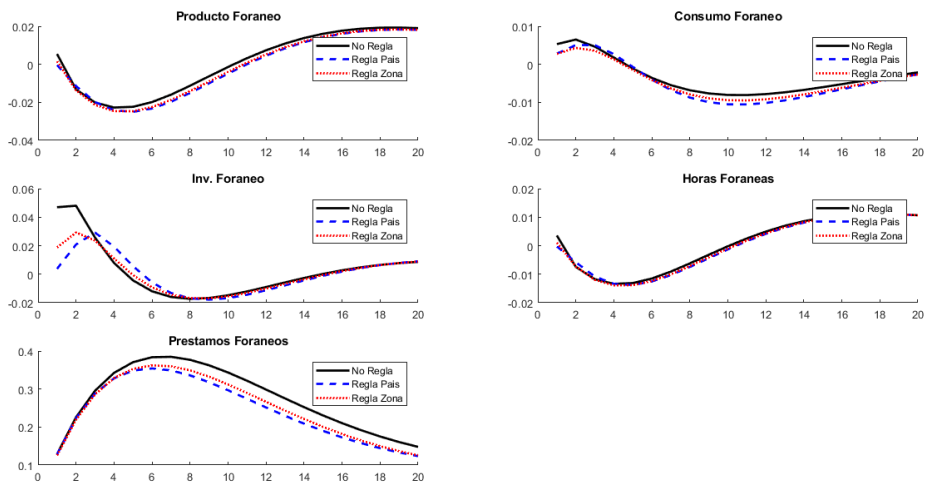 Producto Foraneo
0.02
0
-0.02
-0.04
0 2 4 6 8 10 12 14 16 18 20
No Regla
Regla Pais
Regla Zona
Consumo Foraneo
0.01
0
-0.01
-0.02
0 2 4 6 8 10 12 14 16 18 20
No Regla
Regla Pais
Regla Zona
Inv. Foraneo
0.06
0.04
0.02
0
-0.02
0 2 4 6 8 10 12 14 16 18 20
No Regla
Regla Pais
Regla Zona
Horas Foraneas
0.02
0.01
0
-0.01
-0.02
0 2 4 6 8 10 12 14 16 18 20
No Regla
Regla Pais
Regla Zona
Prestamos Foraneos
0.4
0.3
0.2
0.1
0 2 4 6 8 10 12 14 16 18 20
No Regla
Regla Pais
Regla Zona